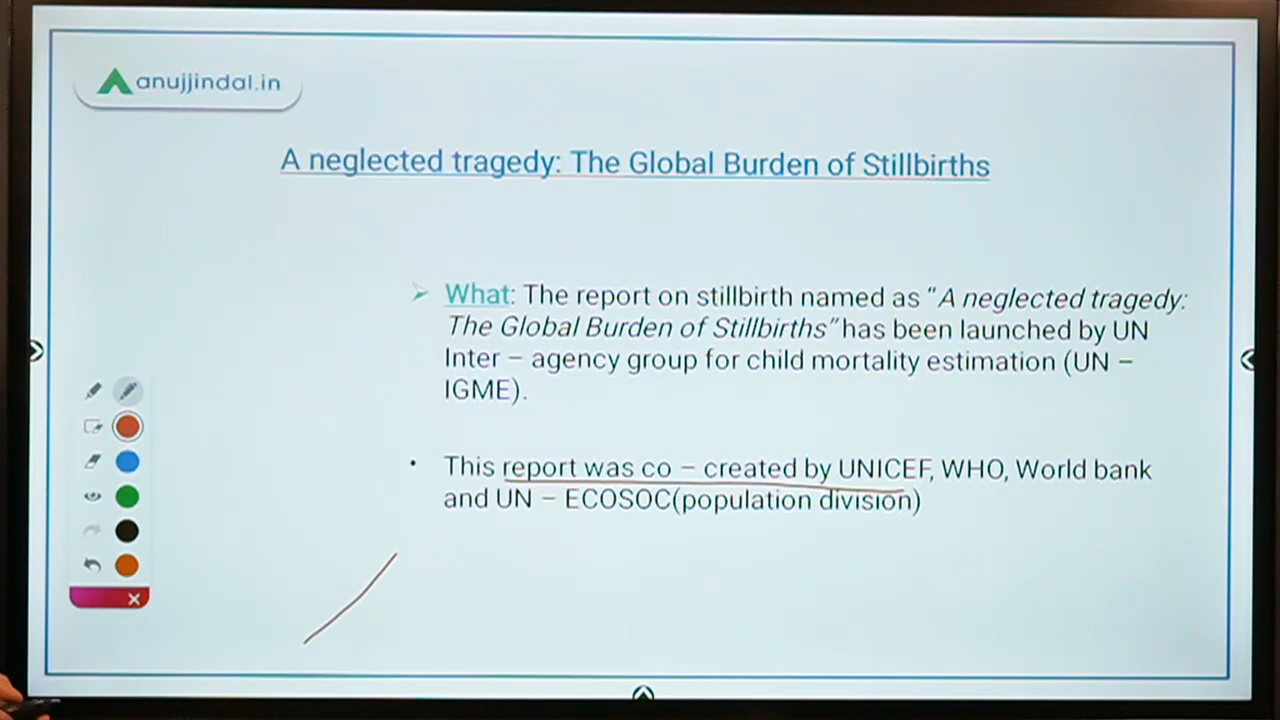 anujjindal.in
A neglected tragedy: The Global Burden of Stillbirths
What: The report on stillbirth named as "A neglected tragedy:
The Global Burden of Stillbirths" has been launched by UN
Inter – agency group for child mortality estimation (UN –
IGME).
This report was co – created by UNICEF, WHO, World bank
and UN – ECOSOC(population division)